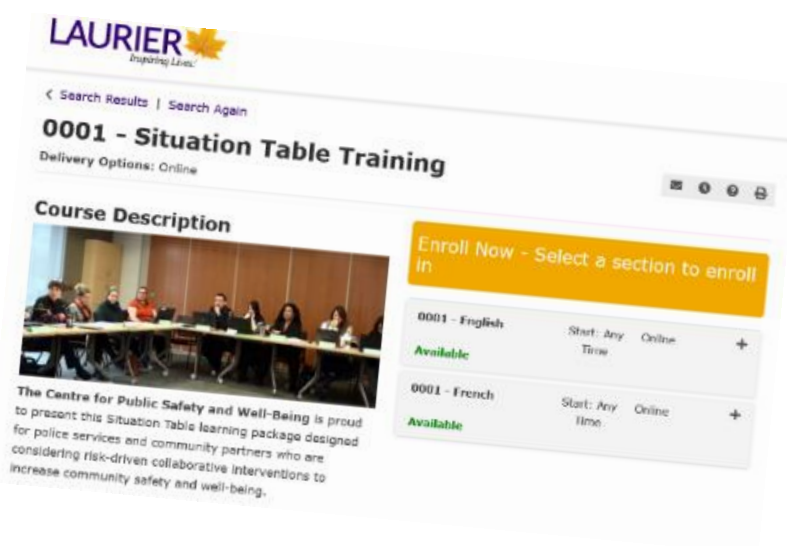 LAURIER
Inspiring Lives!
< Search Results | Search Again
0001 - Situation Table Training
Delivery Options: Online
Course Description
The Centre for Public Safety and Well-Being is proud
to present this Situation Table learning package designed
for police services and community partners who are
considering risk-driven collaborative interventions to
increase community safety and well-being.
Enroll Now - Select a section to enroll
in
0001 - English Start: Any Online +
Time
Available
0001 - French Start: Any Online +
Time
Available